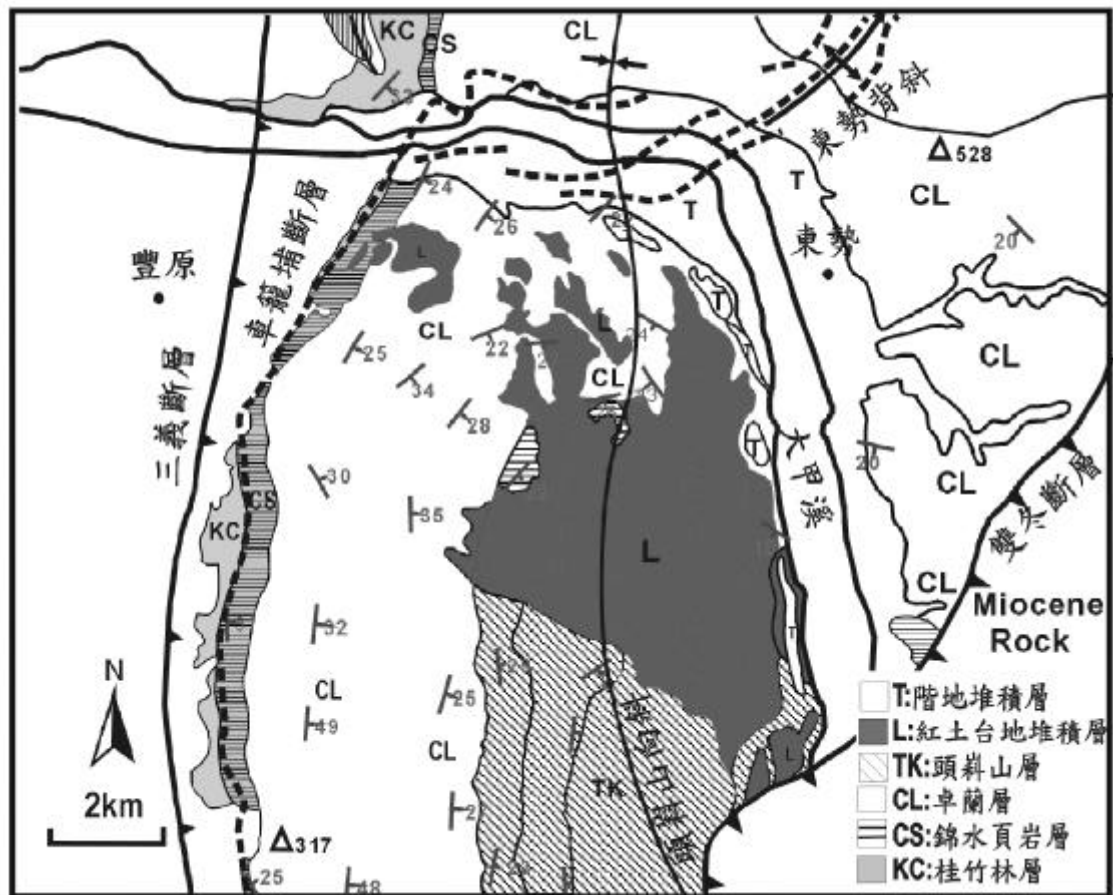 KC
CS
CL
53
東勢背斜
528
T
CL
24
26
T
東勢
20
豐原
車籠埔斷層
L
CL
T
25
22
L
CL
CL
34
三義斷層
28
T
大甲溪
20
30
CL
CS
KC
35
L
雙冬斷層
CL
Miocene
Rock
32
T
N
CL
25
49
CL
TK
L
2km
317
25
48
T:階地堆積層
L:紅土台地堆積層
TK:頭嵙山層
CL:卓蘭層
CS:錦水頁岩層
KC:桂竹林層